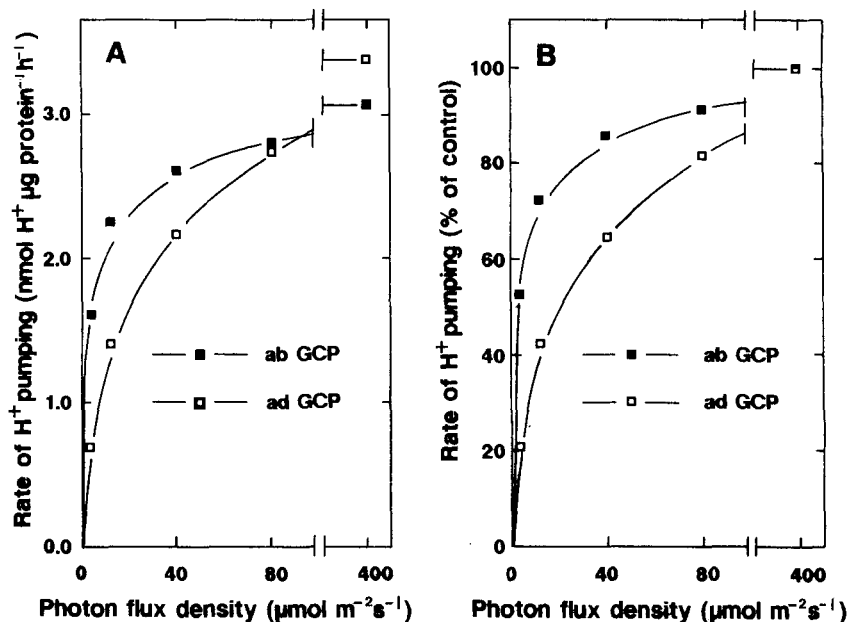 A
3.0
2.0
1.0
0.0
Rate of H⁺ pumping (nmol H⁺ µg protein⁻¹ h⁻¹)
ab GCP
ad GCP
0 40 80 400
Photon flux density (µmol m⁻²s⁻¹)
B
100
80
60
40
20
0
Rate of H⁺ pumping (% of control)
ab GCP
ad GCP
0 40 80 400
Photon flux density (µmol m⁻²s⁻¹)